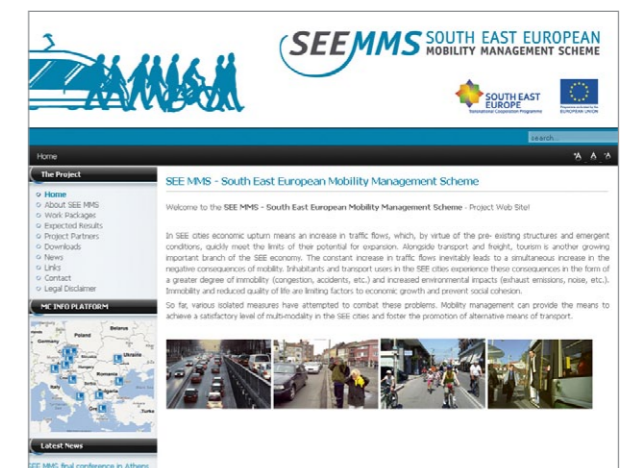 SEE MMS SOUTH EAST EUROPEAN
MOBILITY MANAGEMENT SCHEME
SOUTH EAST
EUROPE
Transnational Cooperation Programme
EUROPEAN UNION
search...
Home
A A A
The Project
Home
About SEE MMS
Work Packages
Expected Results
Project Partners
Downloads
News
Links
Contact
Legal Disclaimer
MC INFO PLATFORM
Germany
Poland
Belarus
Ukraine
Romania
Italy
Turke
Latest News
SEE MMS final conference in Athens
SEE MMS - South East European Mobility Management Scheme
Welcome to the SEE MMS - South East European Mobility Management Scheme - Project Web Site!
In SEE cities economic upturn means an increase in traffic flows, which, by virtue of the pre- existing structures and emergent
conditions, quickly meet the limits of their potential for expansion. Alongside transport and freight, tourism is another growing
important branch of the SEE economy. The constant increase in traffic flows inevitably leads to a simultaneous increase in the
negative consequences of mobility. Inhabitants and transport users in the SEE cities experience these consequences in the form of
a greater degree of immobility (congestion, accidents, etc.) and increased environmental impacts (exhaust emissions, noise, etc.).
Immobility and reduced quality of life are limiting factors to economic growth and prevent social cohesion.
So far, various isolated measures have attempted to combat these problems. Mobility management can provide the means to
achieve a satisfactory level of multi-modality in the SEE cities and foster the promotion of alternative means of transport.